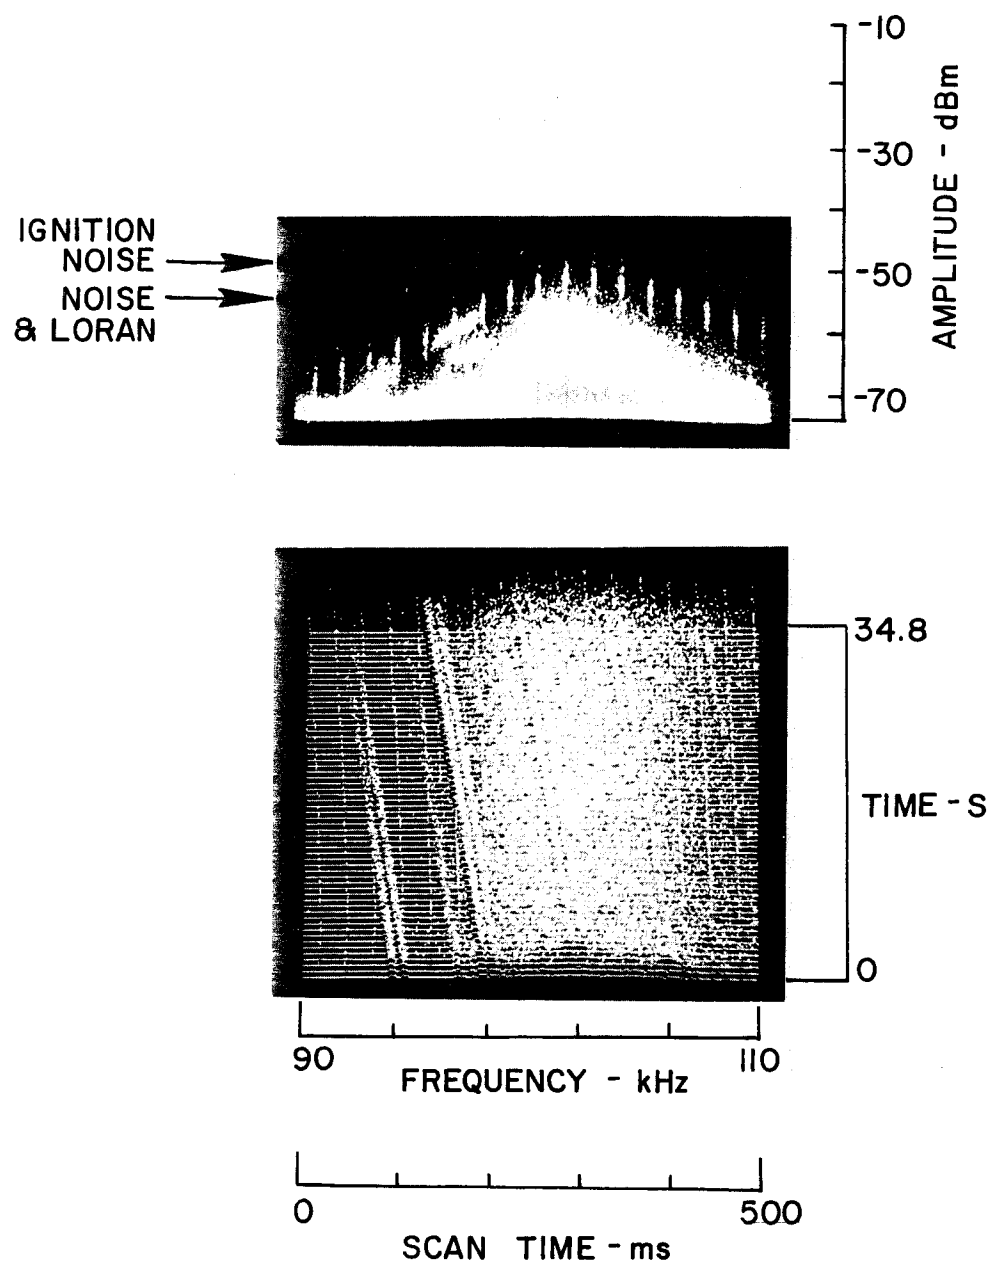 -10
-30
-50
-70
AMPLITUDE - dBm
IGNITION
NOISE
NOISE
& LORAN
34.8
TIME - S
0
90
110
FREQUENCY - kHz
0
500
SCAN TIME - ms